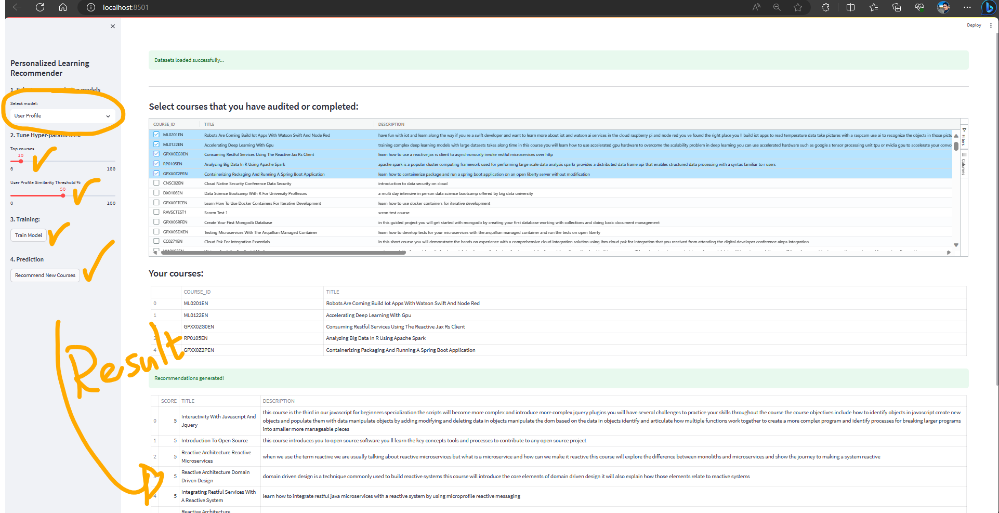 localhost:8501
Deploy
Personalized Learning
Recommender
Select model:
User Profile
2. Tune Hyper-parameters:
Top courses
10
0 100
User Profile Similarity Threshold %
50
0 100
3. Training:
Train Model
4. Prediction
Recommend New Courses
Result
Datasets loaded successfully...
Select courses that you have audited or completed:
COURSE_ID TITLE DESCRIPTION
ML0201EN Robots Are Coming Build Iot Apps With Watson Swift And Node Red have fun with iot and learn along the way if you re a swift developer and want to learn more about iot and watson ai services in the cloud raspberry pi and node red you ve found the right place you ll build iot apps to read temperature data take pictures with a raspcam use ai to recognize the objects in those pictu
ML0122EN Accelerating Deep Learning With Gpu training complex deep learning models with large datasets takes along time in this course you will learn how to use accelerated gpu hardware to overcome the scalability problem in deep learning you can use accelerated hardware such as google s tensor processing unit tpu or nvidia gpu to accelerate your convol
GPXX0ZG0EN Consuming Restful Services Using The Reactive Jax Rs Client learn how to use a reactive jax rs client to asynchronously invoke restful microservices over http
RP0105EN Analyzing Big Data In R Using Apache Spark apache spark is a popular cluster computing framework used for performing large scale data analysis sparkr provides a distributed data frame api that enables structured data processing with a syntax familiar to r users
GPXX0Z2PEN Containerizing Packaging And Running A Spring Boot Application learn how to containerize package and run a spring boot application on an open liberty server without modification
CNSC02EN Cloud Native Security Conference Data Security introduction to data security on cloud
DX0106EN Data Science Bootcamp With R For University Proffesors a multi day intensive in person data science bootcamp offered by big data university
GPXX0FTCEN Learn How To Use Docker Containers For Iterative Development learn how to use docker containers for iterative development
RAVSCTEST1 Scorm Test 1 scron test course
GPXX06RFEN Create Your First Mongodb Database in this guided project you will get started with mongodb by creating your first database working with collections and doing basic document management
GPXX0SDXEN Testing Microservices With The Arquillian Managed Container learn how to develop tests for your microservices with the arquillian managed container and run the tests on open liberty
CC0271EN Cloud Pak For Integration Essentials in this short course you will demonstrate the hands on experience with a comprehensive cloud integration solution using ibm cloud pak for integration that you received from attending the digital developer conference aiops integration
Filters
Columns
Your courses:
COURSE_ID TITLE
0 ML0201EN Robots Are Coming Build Iot Apps With Watson Swift And Node Red
1 ML0122EN Accelerating Deep Learning With Gpu
GPXX0ZG0EN Consuming Restful Services Using The Reactive Jax Rs Client
3 RP0105EN Analyzing Big Data In R Using Apache Spark
4 GPXX0Z2PEN Containerizing Packaging And Running A Spring Boot Application
Recommendations generated!
SCORE TITLE DESCRIPTION
0 5 Interactivity With Javascript And Jquery this course is the third in our javascript for beginners specialization the scripts will become more complex and introduce more complex jquery plugins you will have several challenges to practice your skills throughout the course the course objectives include how to identify objects in javascript create new
objects and populate them with data manipulate objects by adding modifying and deleting data in objects manipulate the dom based on the data in objects identify and articulate how multiple functions work together to create a more complex program and identify processes for breaking larger programs
into smaller more manageable pieces
1 5 Introduction To Open Source this course introduces you to open source software you ll learn the key concepts tools and processes to contribute to any open source project
2 5 Reactive Architecture Reactive Microservices when we use the term reactive we are usually talking about reactive microservices but what is a microservice and how can we make it reactive this course will explore the difference between monoliths and microservices and show the journey to making a system reactive
3 5 Reactive Architecture Domain Driven Design domain driven design is a technique commonly used to build reactive systems this course will introduce the core elements of domain driven design it will also explain how those elements relate to reactive systems
4 5 Integrating Restful Services With A Reactive System learn how to integrate restful java microservices with a reactive system by using microprofile reactive messaging
Reactive Architecture